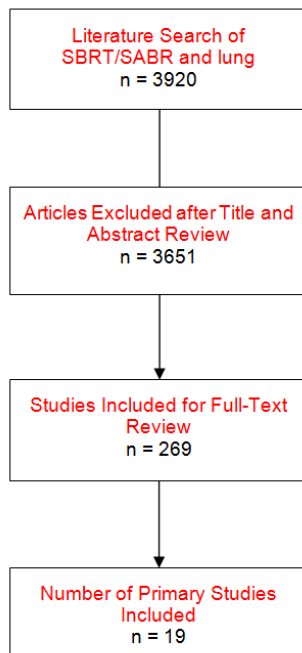 Literature Search of
SBRT/SABR and lung
n = 3920
Articles Excluded after Title and
Abstract Review
n = 3651
Studies Included for Full-Text
Review
n = 269
Number of Primary Studies
Included
n = 19